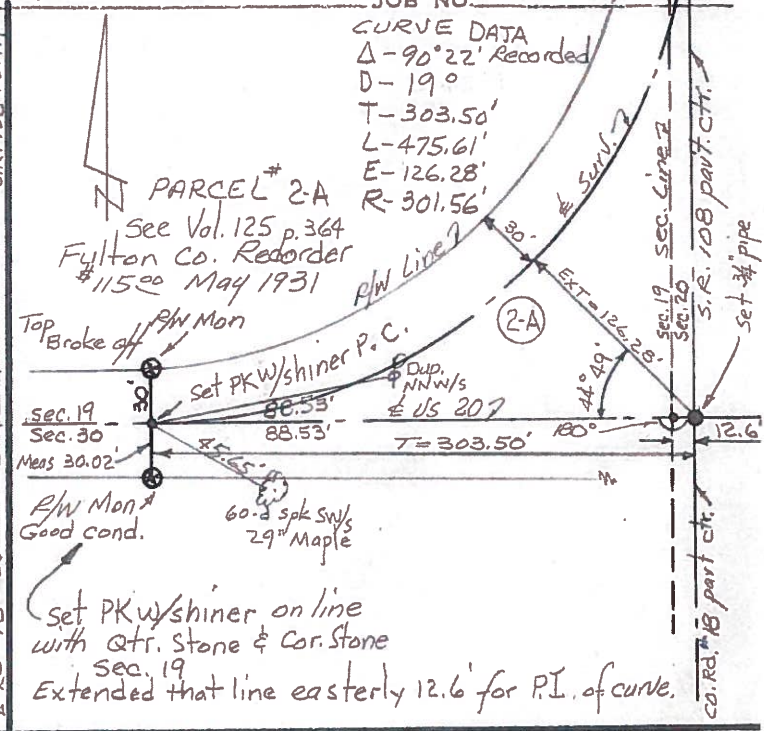 JOB NO.
CURVE DATA
Δ-90°22' Recorded
D-19°
T-303.50'
L-475.61'
E-126.28'
R-301.56'
N
PARCEL # 2-A
See Vol. 125 p. 364
Fulton Co. Recorder
$115.00 May 1931
R/W Line
℄ Surv.
30'
Sec. Line
S.R. 108 pav't ctr.
Sec. 19
Sec. 20
Set ¾" pipe
EXT=126.28'
2-A
44° 49'
Top Broke off
R/W Mon
Set PK W/shiner P.C.
Dup.
NNW/s
30'
88.53'
℄ US 20
sec. 19
Sec. 30
88.53'
180°
12.6'
Meas 30.02'
T=303.50'
75.65'
R/W Mon
Good cond.
60-d spk SW/s
29" Maple
Co. Rd. #18 pav't ctr.
Set PK w/shiner on line
with Qtr. Stone & Cor. Stone
Sec. 19
Extended that line easterly 12.6' for P.I. of curve.